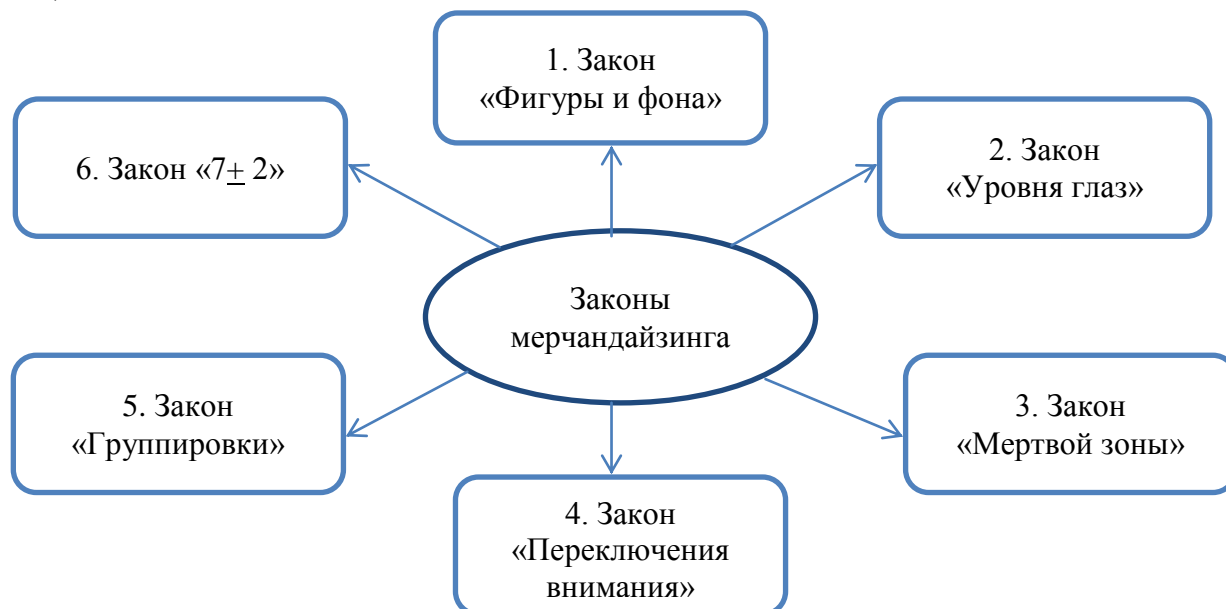 1. Закон
«Фигуры и фона»
6. Закон «7± 2»
2. Закон
«Уровня глаз»
Законы
мерчандайзинга
5. Закон
«Группировки»
3. Закон
«Мертвой зоны»
4. Закон
«Переключения
внимания»